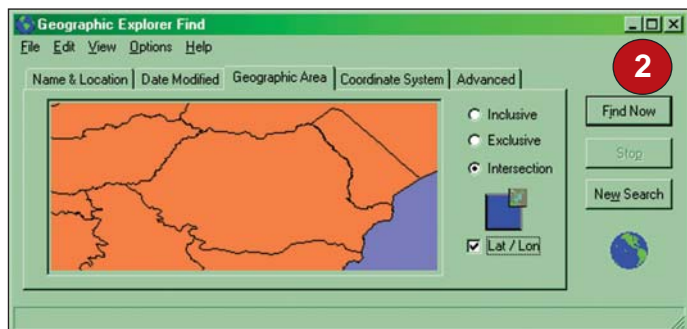 Geographic Explorer Find
File Edit View Options Help
2
Name & Location Date Modified Geographic Area Coordinate System Advanced
Find Now
Inclusive
Exclusive
Stop
Intersection
New Search
Lat / Lon